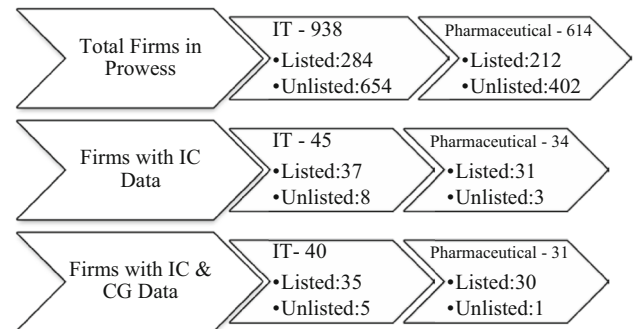 Total Firms in
Prowess
IT - 938
•Listed:284
•Unlisted:654
Pharmaceutical - 614
•Listed:212
•Unlisted:402
Firms with IC
Data
IT - 45
•Listed:37
•Unlisted:8
Pharmaceutical - 34
•Listed:31
•Unlisted:3
Firms with IC &
CG Data
IT- 40
•Listed:35
•Unlisted:5
Pharmaceutical - 31
•Listed:30
•Unlisted:1